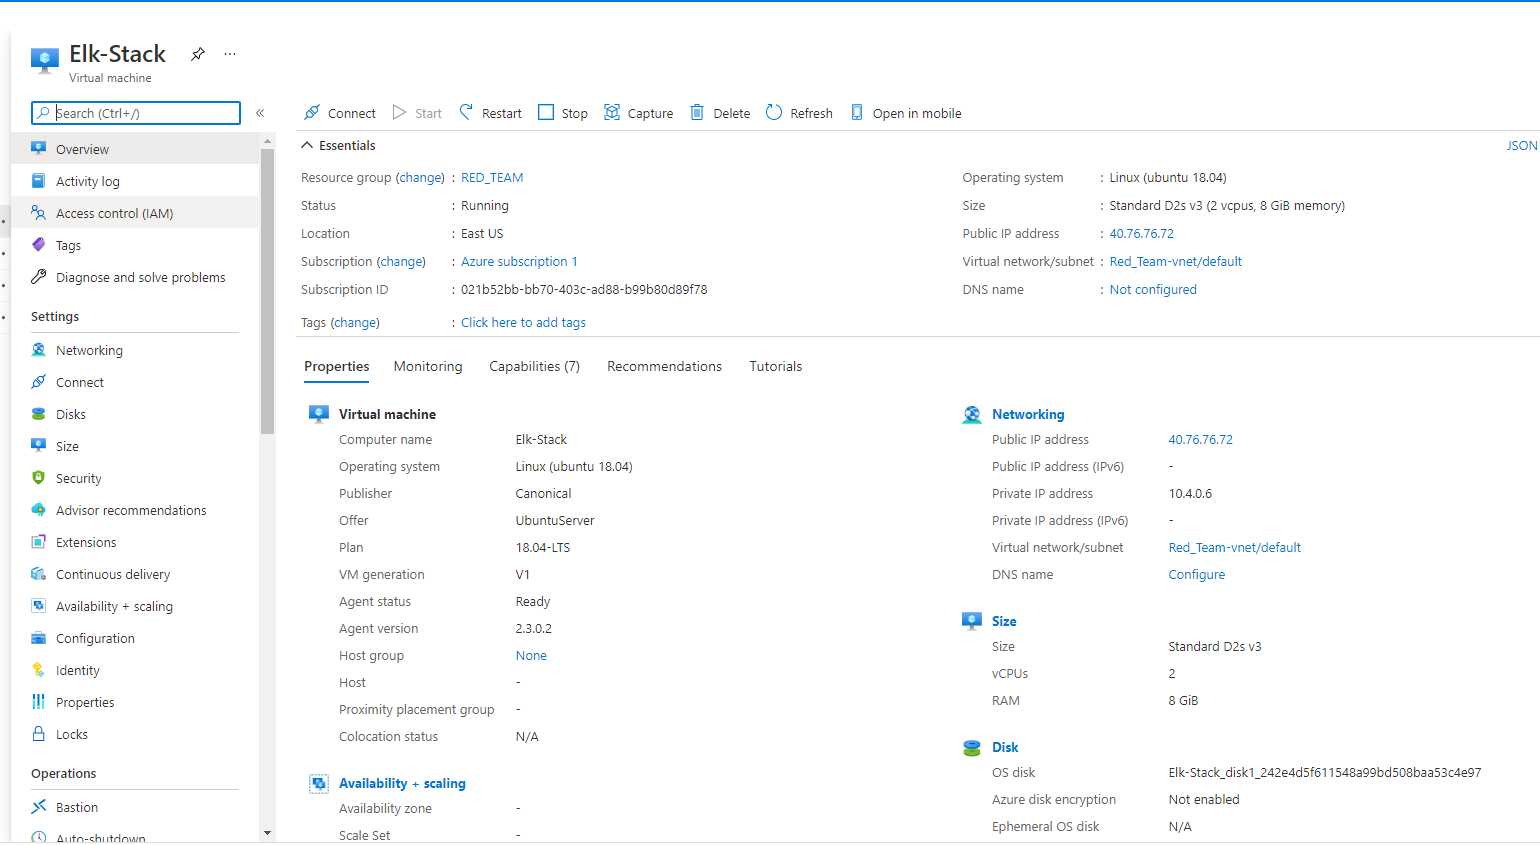 Elk-Stack
Virtual machine
Search (Ctrl+/)
Overview
Activity log
Access control (IAM)
Tags
Diagnose and solve problems
Settings
Networking
Connect
Disks
Size
Security
Advisor recommendations
Extensions
Continuous delivery
Availability + scaling
Configuration
Identity
Properties
Locks
Operations
Bastion
Auto-shutdown
Connect Start Restart Stop Capture Delete Refresh Open in mobile
Essentials
JSON
Resource group (change) : RED_TEAM
Status : Running
Location : East US
Subscription (change) : Azure subscription 1
Subscription ID : 021b52bb-bb70-403c-ad88-b99b80d89f78
Tags (change) : Click here to add tags
Operating system : Linux (ubuntu 18.04)
Size : Standard D2s v3 (2 vcpus, 8 GiB memory)
Public IP address : 40.76.76.72
Virtual network/subnet : Red_Team-vnet/default
DNS name : Not configured
Properties Monitoring Capabilities (7) Recommendations Tutorials
Virtual machine
Computer name Elk-Stack
Operating system Linux (ubuntu 18.04)
Publisher Canonical
Offer UbuntuServer
Plan 18.04-LTS
VM generation V1
Agent status Ready
Agent version 2.3.0.2
Host group None
Host -
Proximity placement group -
Colocation status N/A
Availability + scaling
Availability zone -
Scale Set -
Networking
Public IP address 40.76.76.72
Public IP address (IPv6) -
Private IP address 10.4.0.6
Private IP address (IPv6) -
Virtual network/subnet Red_Team-vnet/default
DNS name Configure
Size
Size Standard D2s v3
vCPUs 2
RAM 8 GiB
Disk
OS disk Elk-Stack_disk1_242e4d5f611548a99bd508baa53c4e97
Azure disk encryption Not enabled
Ephemeral OS disk N/A